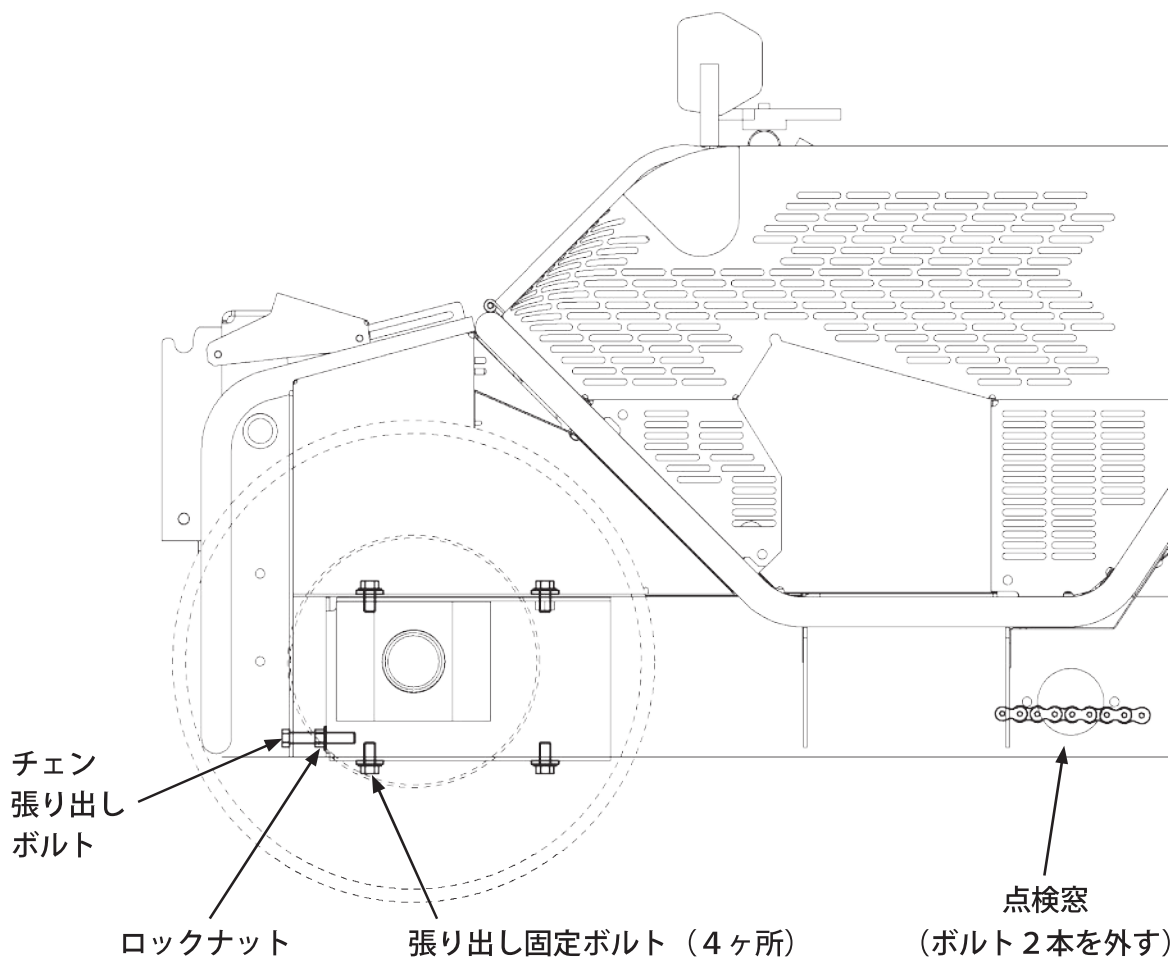 チェン
張り出し
ボルト
ロックナット
張り出し固定ボルト（４ヶ所）
点検窓
（ボルト２本を外す）